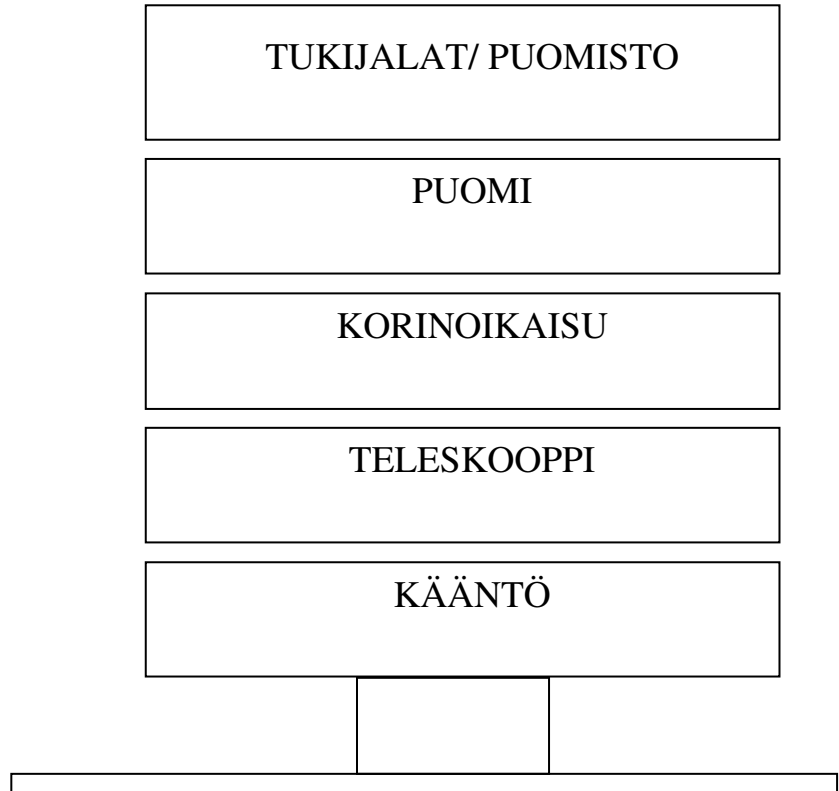 TUKIJALAT/ PUOMISTO
PUOMI
KORINOIKAISU
TELESKOOPPI
KÄÄNTÖ